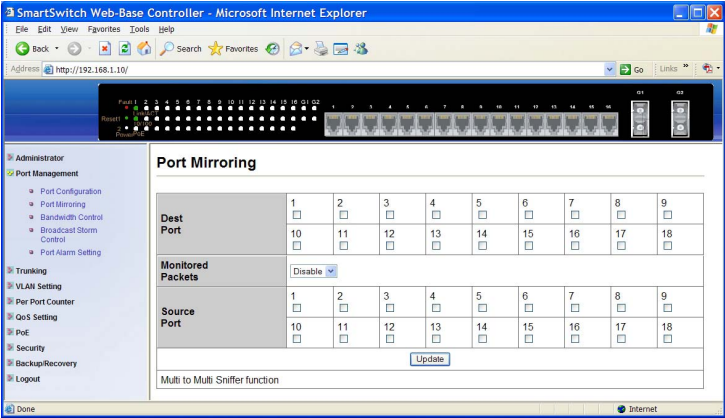 SmartSwitch Web-Base Controller - Microsoft Internet Explorer
File Edit View Favorites Tools Help
Back Search Favorites
Address http://192.168.1.10/ Go Links »
G1 G2
Fault 1 2 3 4 5 6 7 8 9 10 11 12 13 14 15 16 G1 G2
1 2 3 4 5 6 7 8 9 10 11 12 13 14 15 16
Link/ACT
Reset1
10/100
2
Power PoE
Administrator
Port Management
Port Configuration
Port Mirroring
Bandwidth Control
Broadcast Storm
Control
Port Alarm Setting
Trunking
VLAN Setting
Per Port Counter
QoS Setting
PoE
Security
Backup/Recovery
Logout
Port Mirroring
Dest
Port
1 2 3 4 5 6 7 8 9
10 11 12 13 14 15 16 17 18
Monitored
Packets
Disable
Source
Port
1 2 3 4 5 6 7 8 9
10 11 12 13 14 15 16 17 18
Update
Multi to Multi Sniffer function
Done Internet